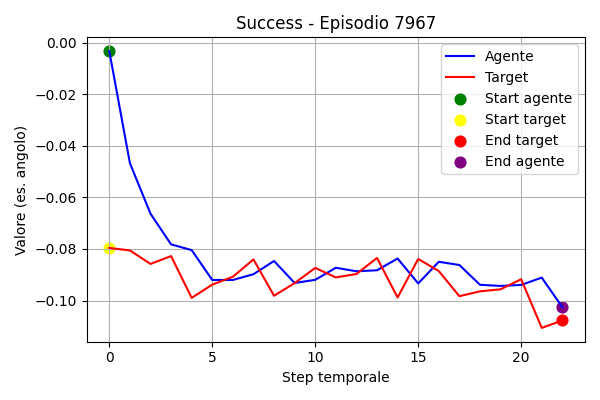 Success - Episodio 7967
0.00
−0.02
−0.04
−0.06
−0.08
−0.10
Valore (es. angolo)
Agente
Target
Start agente
Start target
End target
End agente
0 5 10 15 20
Step temporale